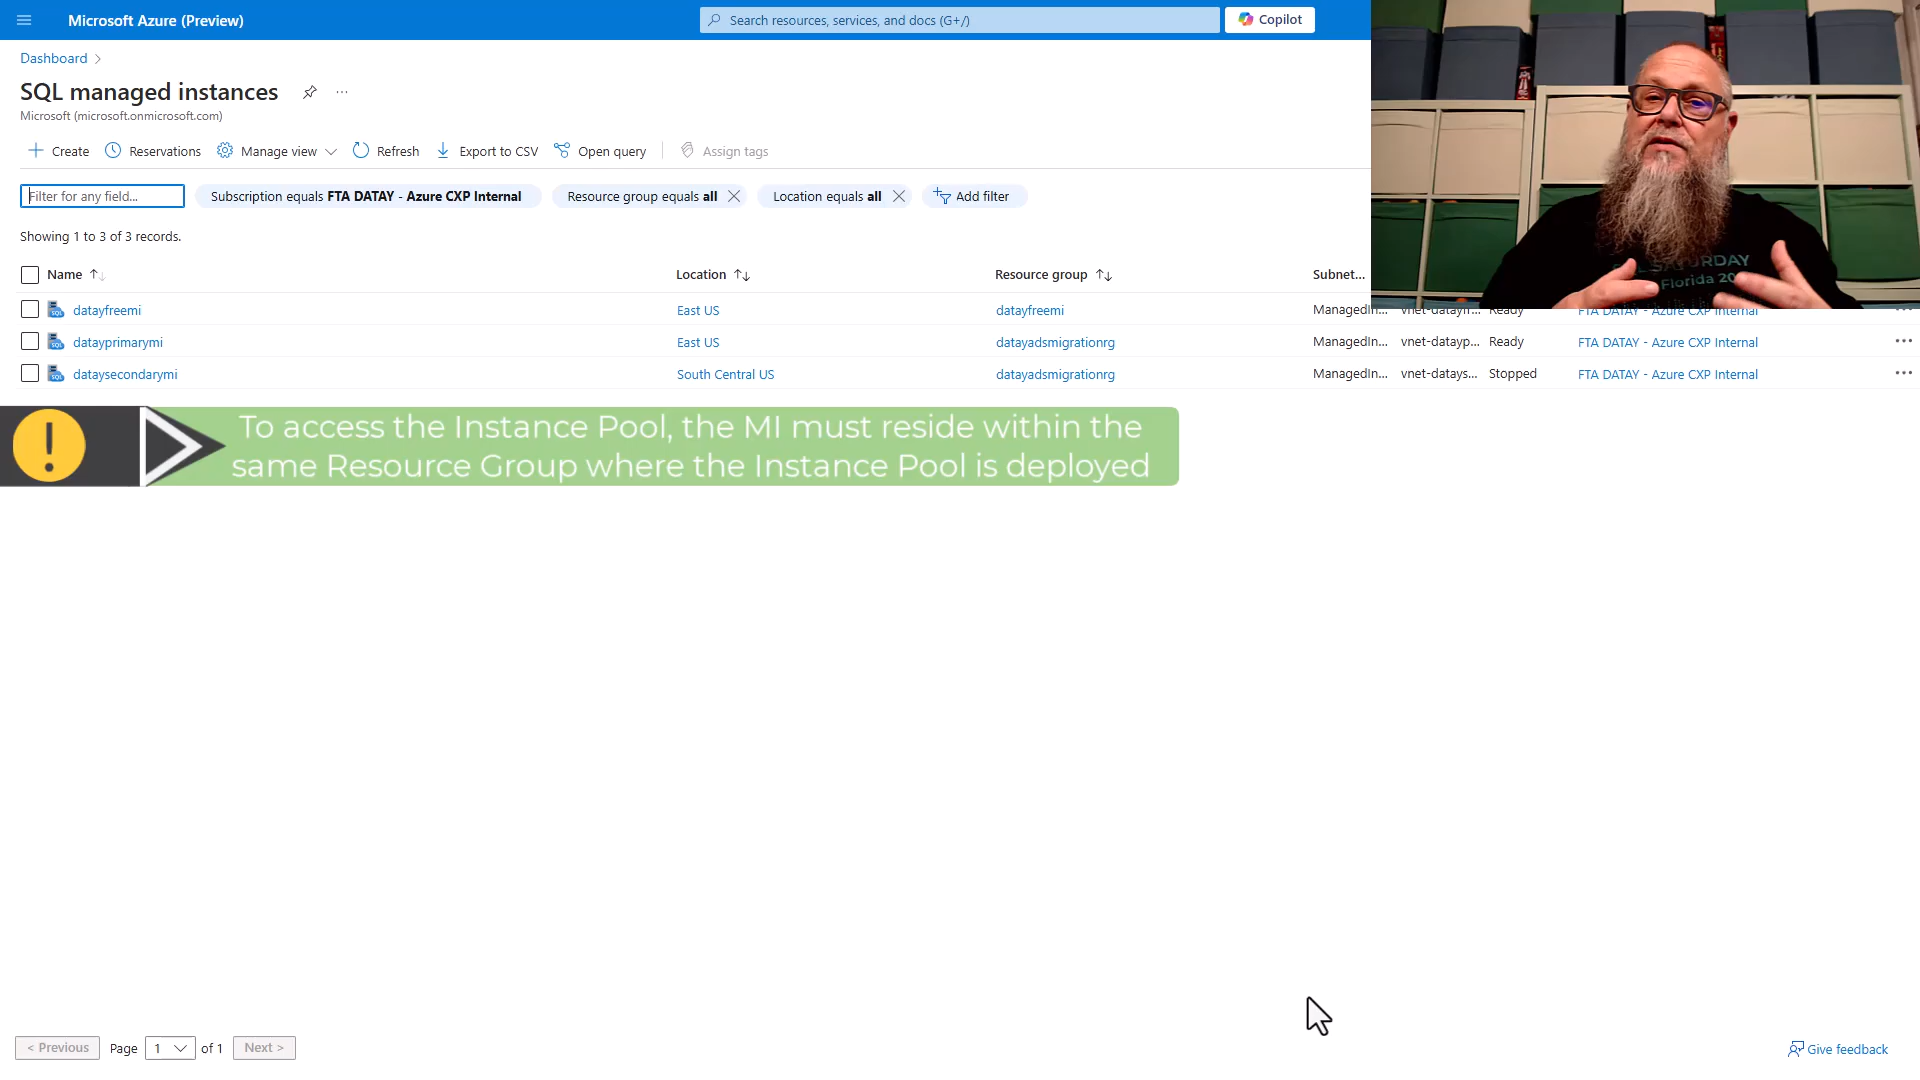 Microsoft Azure (Preview)
Search resources, services, and docs (G+/)
Copilot
Dashboard >
SQL managed instances
Microsoft (microsoft.onmicrosoft.com)
Create Reservations Manage view Refresh Export to CSV Open query Assign tags
Filter for any field... Subscription equals FTA DATAY - Azure CXP Internal Resource group equals all Location equals all Add filter
Showing 1 to 3 of 3 records.
Name Location Resource group Subnet...
datayfreemi East US datayfreemi ManagedIn... vnet-datayfr... Ready FTA DATAY - Azure CXP Internal
datayprimarymi East US datayadsmigrationrg ManagedIn... vnet-datayp... Ready FTA DATAY - Azure CXP Internal
dataysecondarymi South Central US datayadsmigrationrg ManagedIn... vnet-datays... Stopped FTA DATAY - Azure CXP Internal
To access the Instance Pool, the MI must reside within the
same Resource Group where the Instance Pool is deployed
SATURDAY
Florida
< Previous Page 1 of 1 Next >
Give feedback